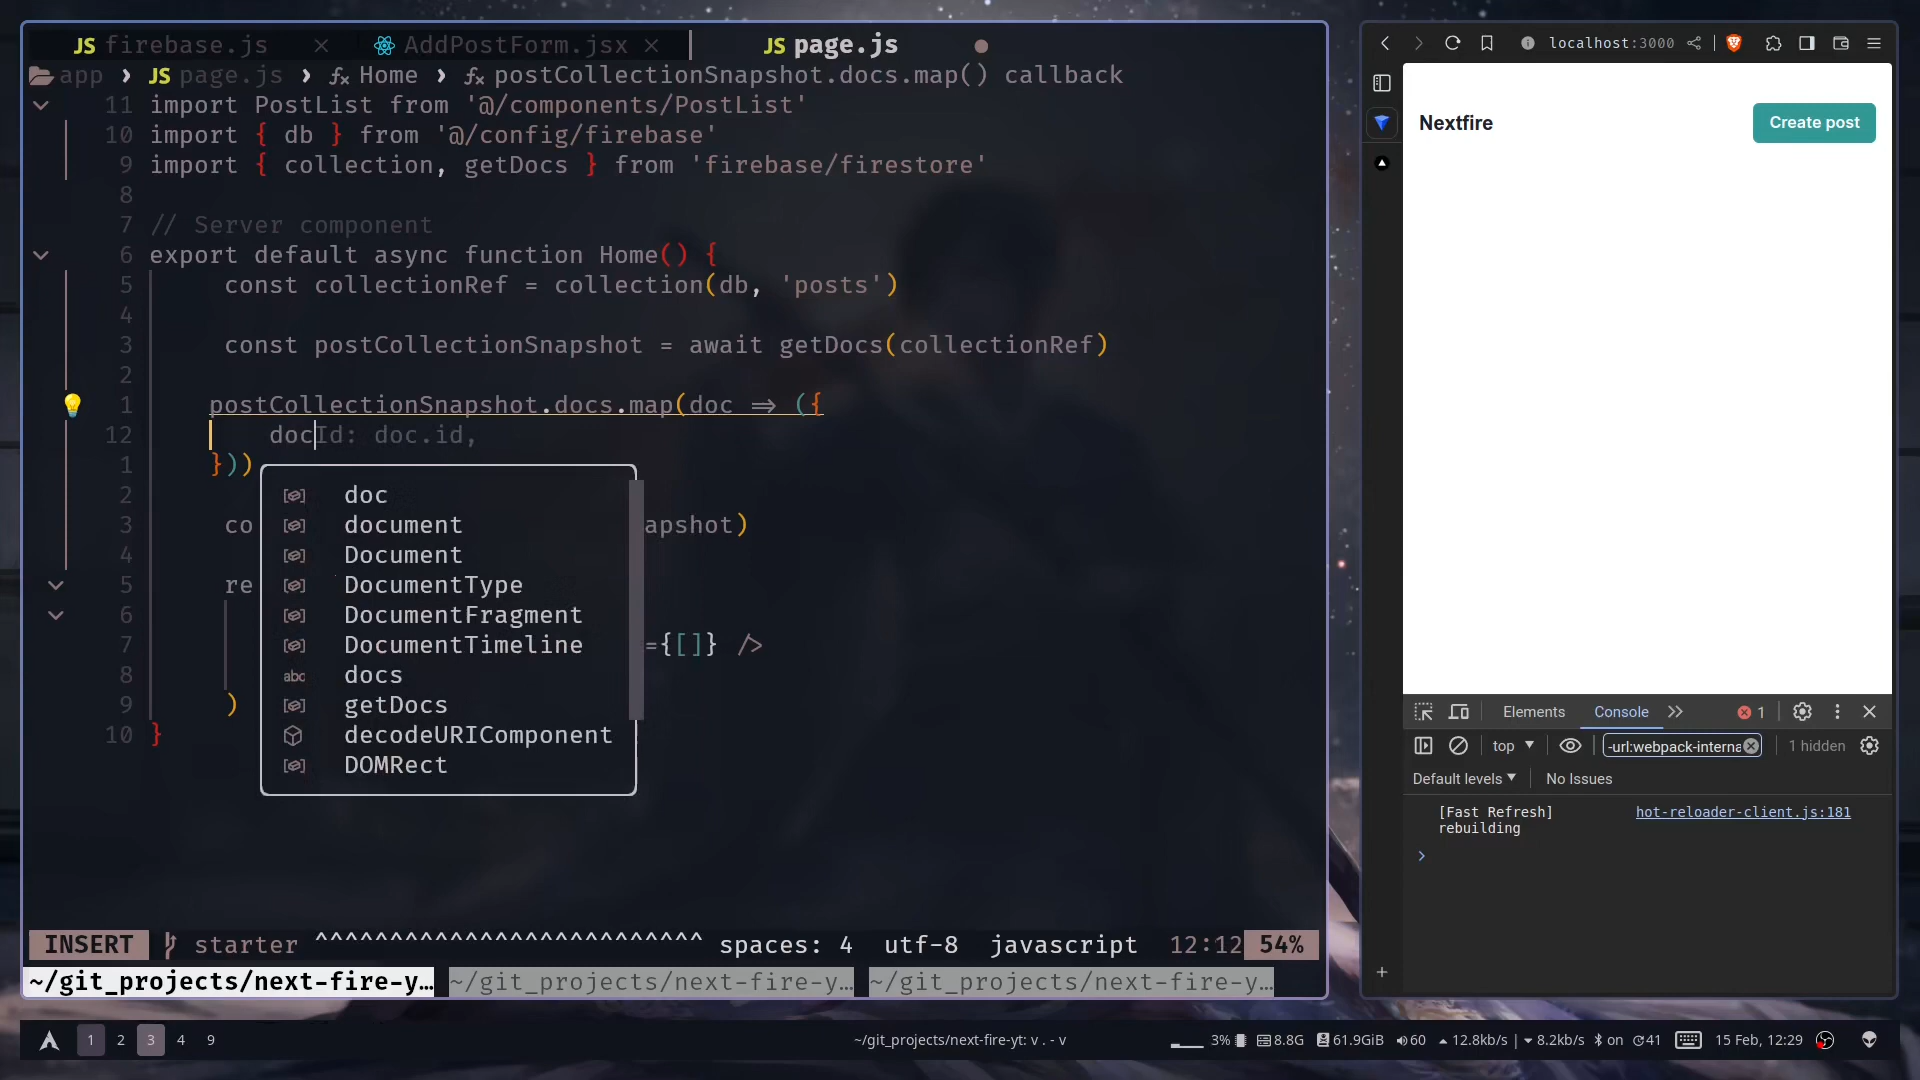 JS firebase.js × AddPostForm.jsx × JS page.js
app › JS page.js › Home › postCollectionSnapshot.docs.map() callback
11 import PostList from '@/components/PostList'
10 import { db } from '@/config/firebase'
9 import { collection, getDocs } from 'firebase/firestore'
8
7 // Server component
6 export default async function Home() {
5 const collectionRef = collection(db, 'posts')
4
3 const postCollectionSnapshot = await getDocs(collectionRef)
2
1 postCollectionSnapshot.docs.map(doc => ({
12 docId: doc.id,
1 }))
2
3 co apshot)
4
5 re
6
7 ={[]} />
8
9 )
10 }
doc
document
Document
DocumentType
DocumentFragment
DocumentTimeline
abc docs
getDocs
decodeURIComponent
DOMRect
INSERT starter ^^^^^^^^^^^^^^^^^^^^^^^^^^ spaces: 4 utf-8 javascript 12:12 54%
~/git_projects/next-fire-y… ~/git_projects/next-fire-y… ~/git_projects/next-fire-y…
localhost:3000
Nextfire Create post
Elements Console 1
top -url:webpack-interna 1 hidden
Default levels No Issues
[Fast Refresh] hot-reloader-client.js:181
rebuilding
1 2 3 4 9 ~/git_projects/next-fire-yt: v . - v 3% 8.8G 61.9GiB 60 12.8kb/s | 8.2kb/s on 41 15 Feb, 12:29